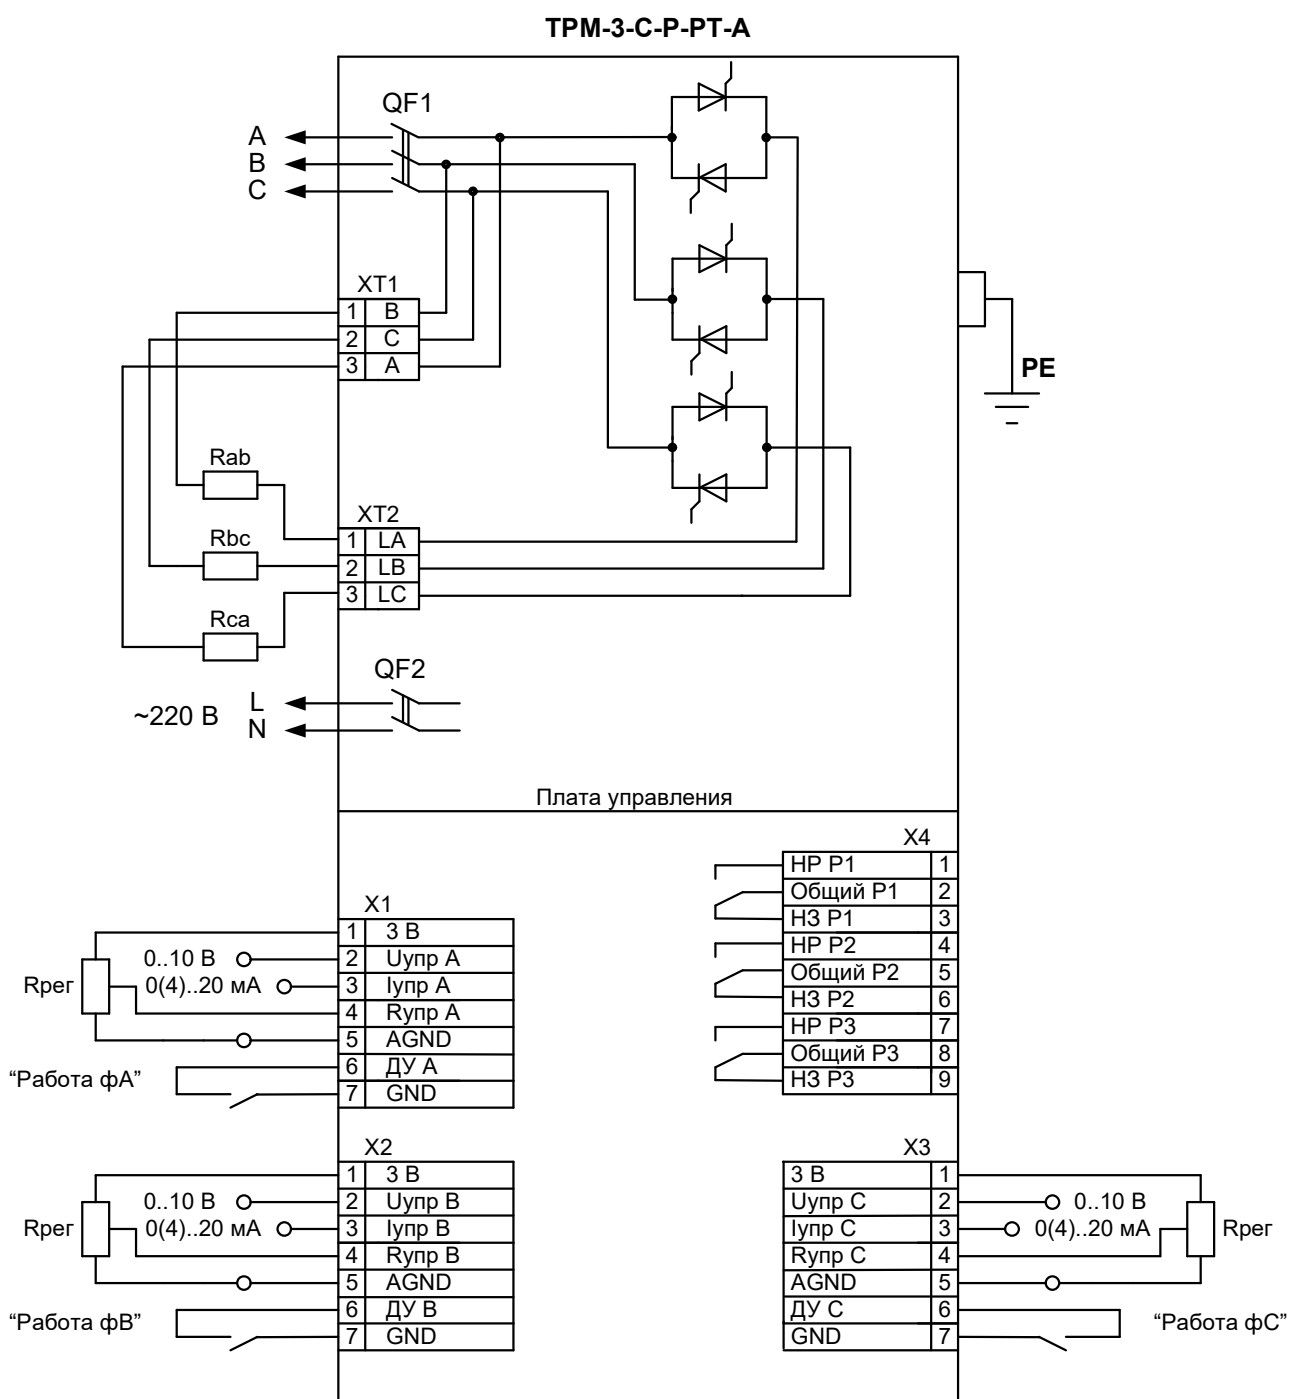 ТРМ-3-С-Р-РТ-А
QF1
A
B
C
XT1
1 B
2 C
3 A
PE
Rab
Rbc
Rca
XT2
1 LA
2 LB
3 LC
QF2
~220 В
L
N
Плата управления
X4
НР Р1 1
Общий Р1 2
НЗ Р1 3
НР Р2 4
Общий Р2 5
НЗ Р2 6
НР Р3 7
Общий Р3 8
НЗ Р3 9
X1
1 3 В
0..10 В 2 Uупр А
Rрег 0(4)..20 мА 3 Iупр А
4 Rупр А
5 AGND
“Работа фА” 6 ДУ А
7 GND
X2
1 3 В
0..10 В 2 Uупр В
Rрег 0(4)..20 мА 3 Iупр В
4 Rупр В
5 AGND
“Работа фВ” 6 ДУ В
7 GND
X3
3 В 1
Uупр С 2 0..10 В
Iупр С 3 0(4)..20 мА Rрег
Rупр С 4
AGND 5
ДУ С 6 “Работа фС”
GND 7